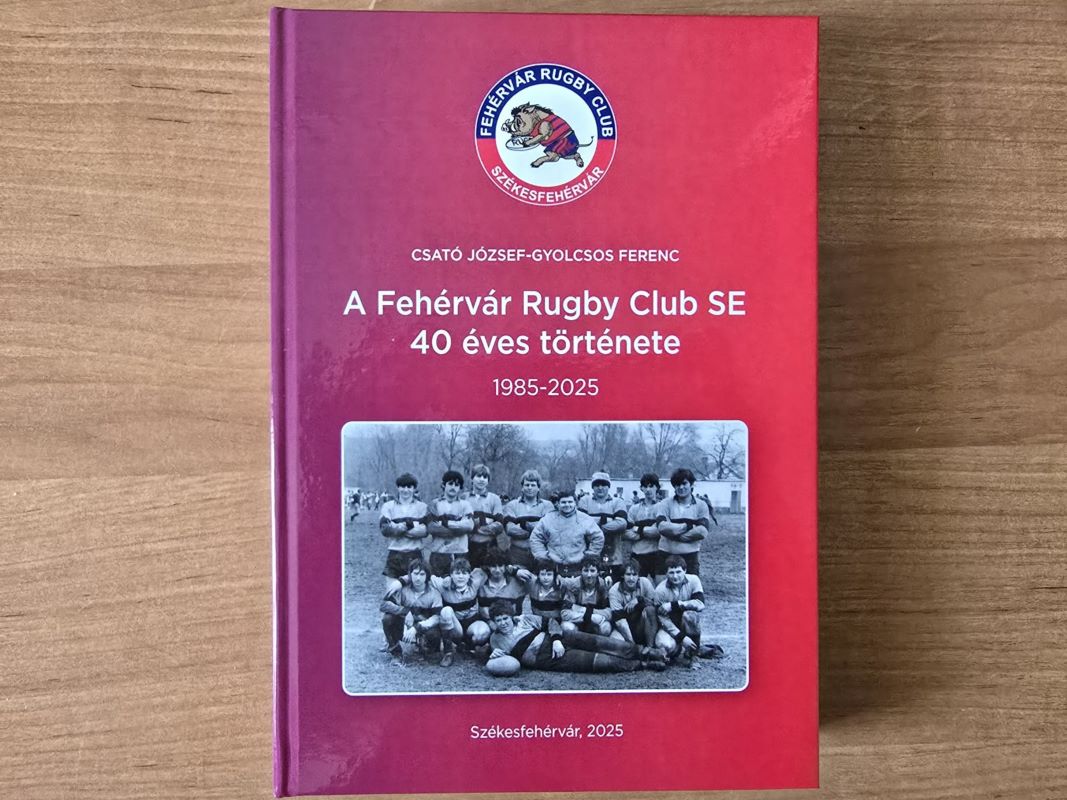 FEHÉRVÁR RUGBY CLUB
SZÉKESFEHÉRVÁR
CSATÓ JÓZSEF-GYOLCSOS FERENC
A Fehérvár Rugby Club SE
40 éves története
1985-2025
Székesfehérvár, 2025